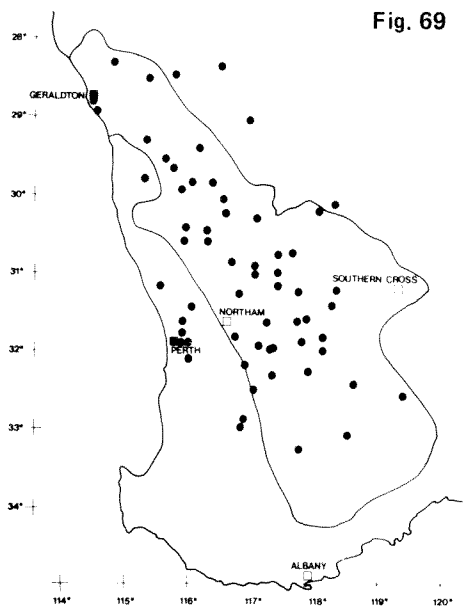 Fig. 69
28°
GERALDTON
29°
30°
31°
SOUTHERN CROSS
NORTHAM
32°
PERTH
33°
34°
ALBANY
114° 115° 116° 117° 118° 119° 120°